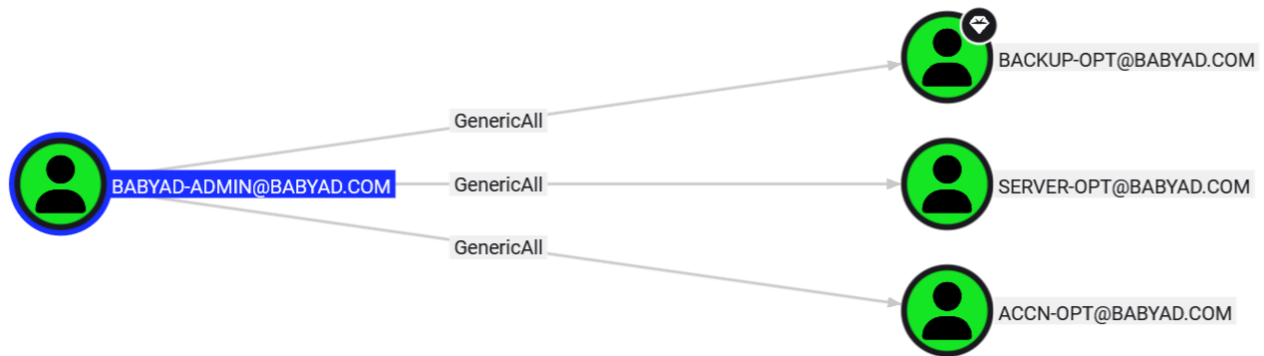 BACKUP-OPT@BABYAD.COM
GenericAll
BABYAD-ADMIN@BABYAD.COM
GenericAll
SERVER-OPT@BABYAD.COM
GenericAll
ACCN-OPT@BABYAD.COM